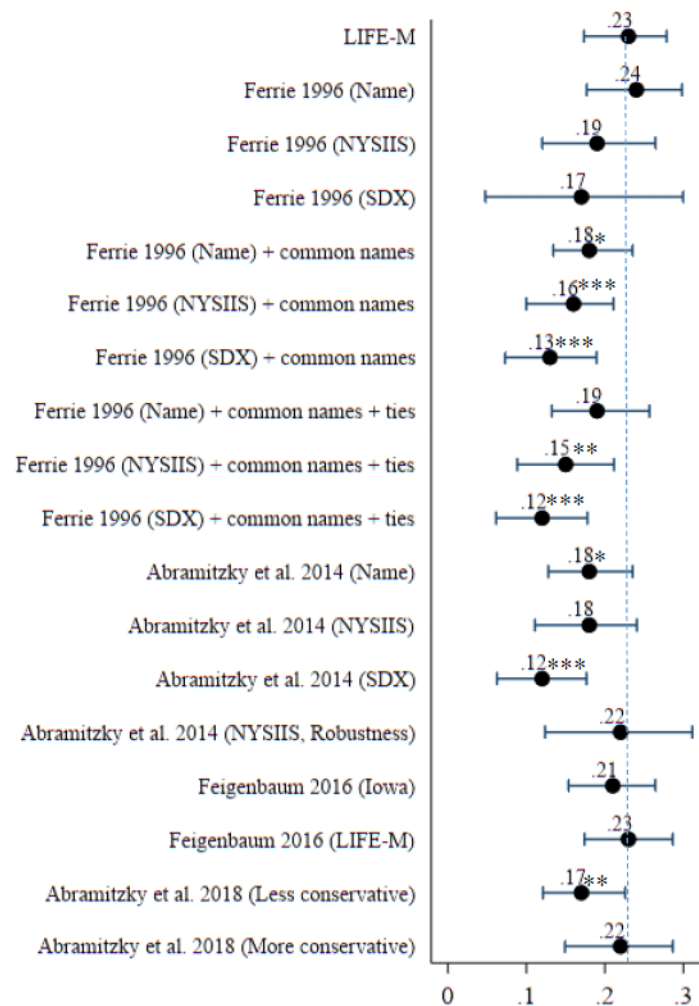 LIFE-M .23
Ferrie 1996 (Name) .24
Ferrie 1996 (NYSIIS) .19
Ferrie 1996 (SDX) .17
Ferrie 1996 (Name) + common names .18*
Ferrie 1996 (NYSIIS) + common names .16***
Ferrie 1996 (SDX) + common names .13***
Ferrie 1996 (Name) + common names + ties .19
Ferrie 1996 (NYSIIS) + common names + ties .15**
Ferrie 1996 (SDX) + common names + ties .12***
Abramitzky et al. 2014 (Name) .18*
Abramitzky et al. 2014 (NYSIIS) .18
Abramitzky et al. 2014 (SDX) .12***
Abramitzky et al. 2014 (NYSIIS, Robustness) .22
Feigenbaum 2016 (Iowa) .21
Feigenbaum 2016 (LIFE-M) .23
Abramitzky et al. 2018 (Less conservative) .17**
Abramitzky et al. 2018 (More conservative) .22
0 .1 .2 .3